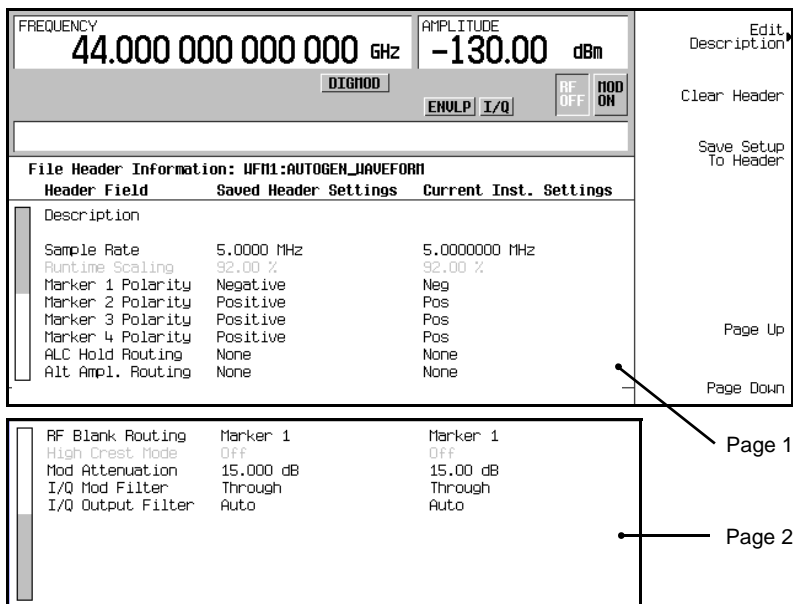 FREQUENCY
44.000 000 000 000 GHz
AMPLITUDE
-130.00 dBm
DIGMOD
ENVLP I/Q
RF OFF
MOD ON
Edit Description
Clear Header
Save Setup To Header
Page Up
Page Down
File Header Information: WFM1:AUTOGEN_WAVEFORM
Header Field Saved Header Settings Current Inst. Settings
Description
Sample Rate 5.0000 MHz 5.0000000 MHz
Runtime Scaling 92.00 % 92.00 %
Marker 1 Polarity Negative Neg
Marker 2 Polarity Positive Pos
Marker 3 Polarity Positive Pos
Marker 4 Polarity Positive Pos
ALC Hold Routing None None
Alt Ampl. Routing None None
Page 1
RF Blank Routing Marker 1 Marker 1
High Crest Mode Off Off
Mod Attenuation 15.000 dB 15.00 dB
I/Q Mod Filter Through Through
I/Q Output Filter Auto Auto
Page 2